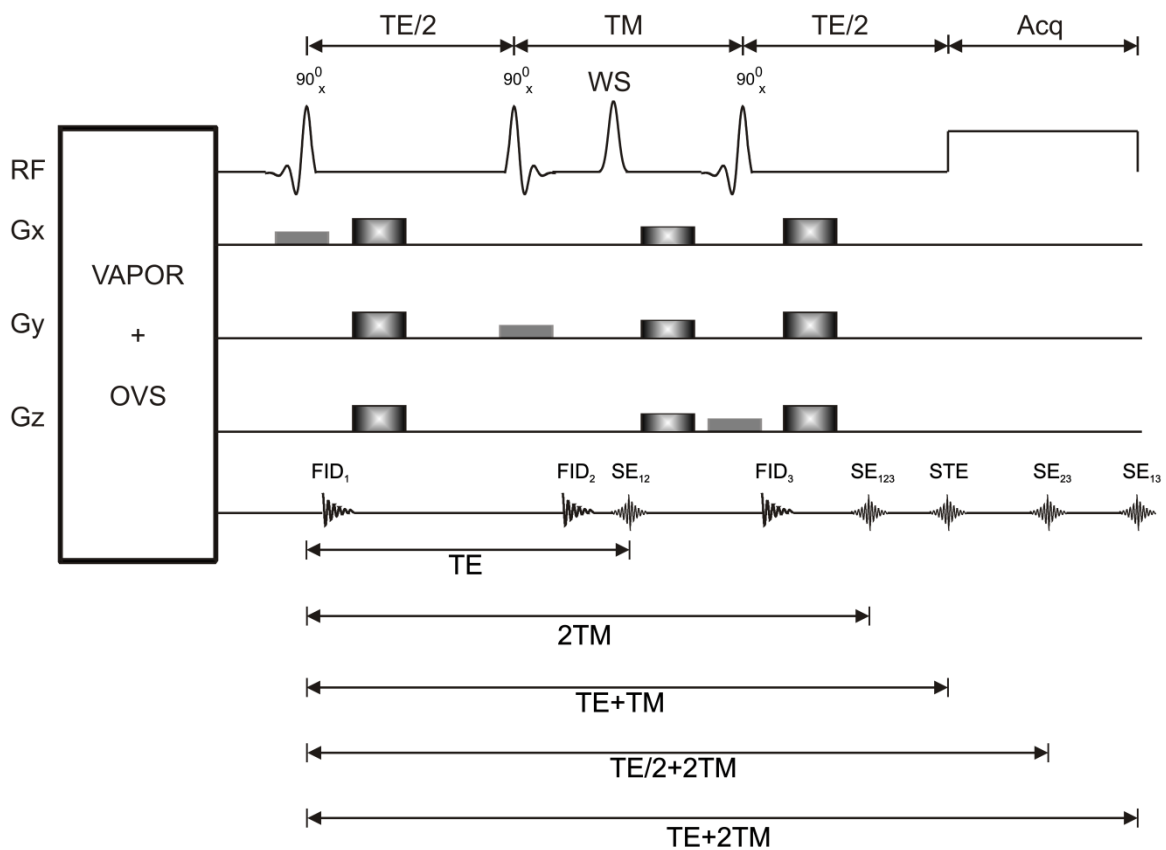 TE/2 TM TE/2 Acq
90⁰ₓ 90⁰ₓ WS 90⁰ₓ
RF
Gx
VAPOR
+
OVS
Gy
Gz
FID₁ FID₂ SE₁₂ FID₃ SE₁₂₃ STE SE₂₃ SE₁₃
TE
2TM
TE+TM
TE/2+2TM
TE+2TM